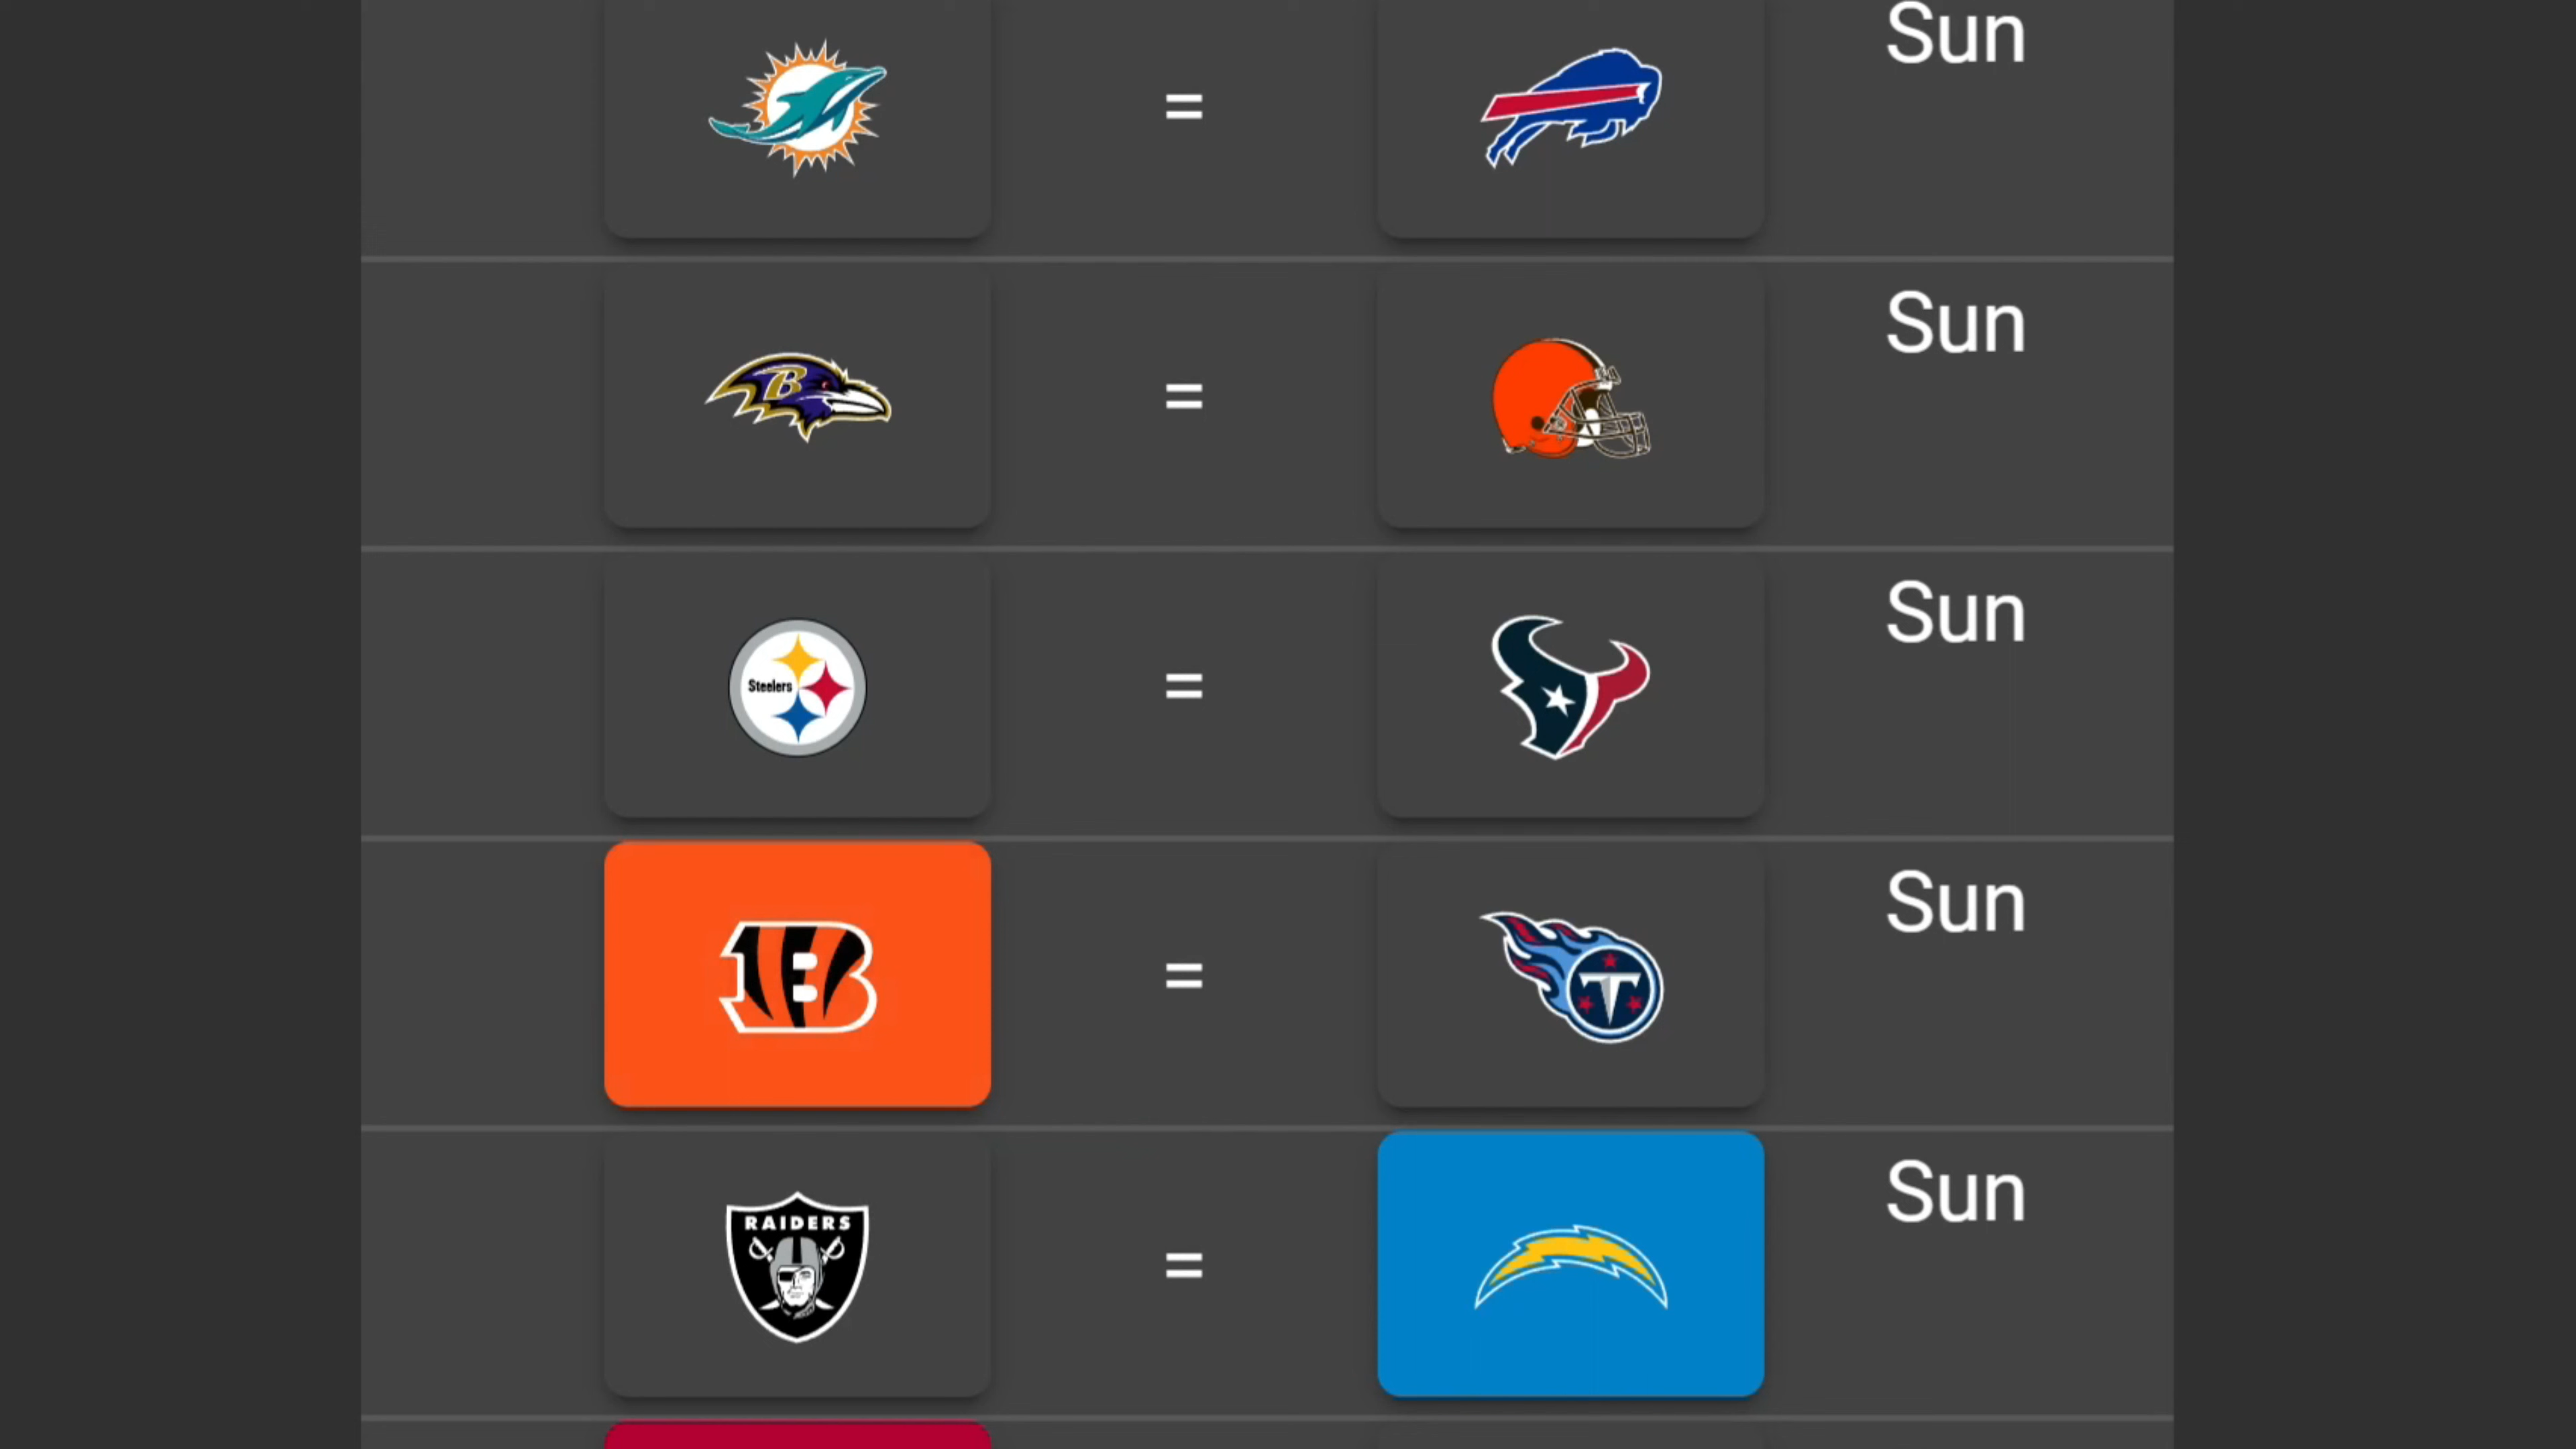 Sun
=
Sun
B
=
Sun
Steelers
=
Sun
B
=
T
Sun
RAIDERS
=